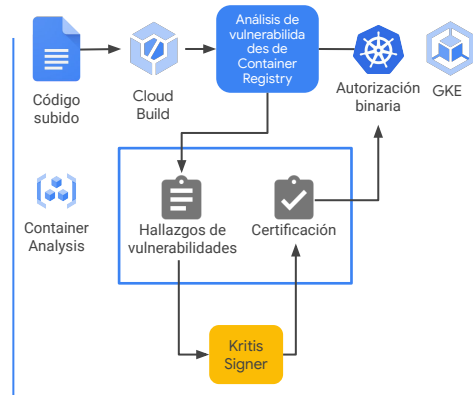 Análisis de
vulnerabilida
des de
Container
Registry
Código
subido
Cloud
Build
Autorización
binaria
GKE
Container
Analysis
Hallazgos de
vulnerabilidades
Certificación
Kritis
Signer